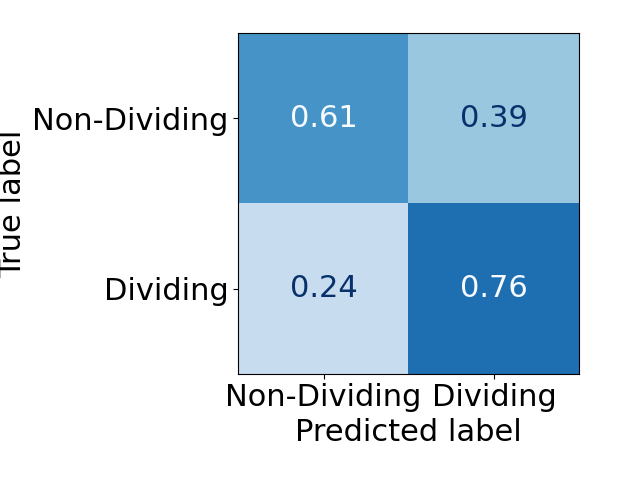 True label
Non-Dividing 0.61 0.39
Dividing 0.24 0.76
Non-Dividing Dividing
Predicted label